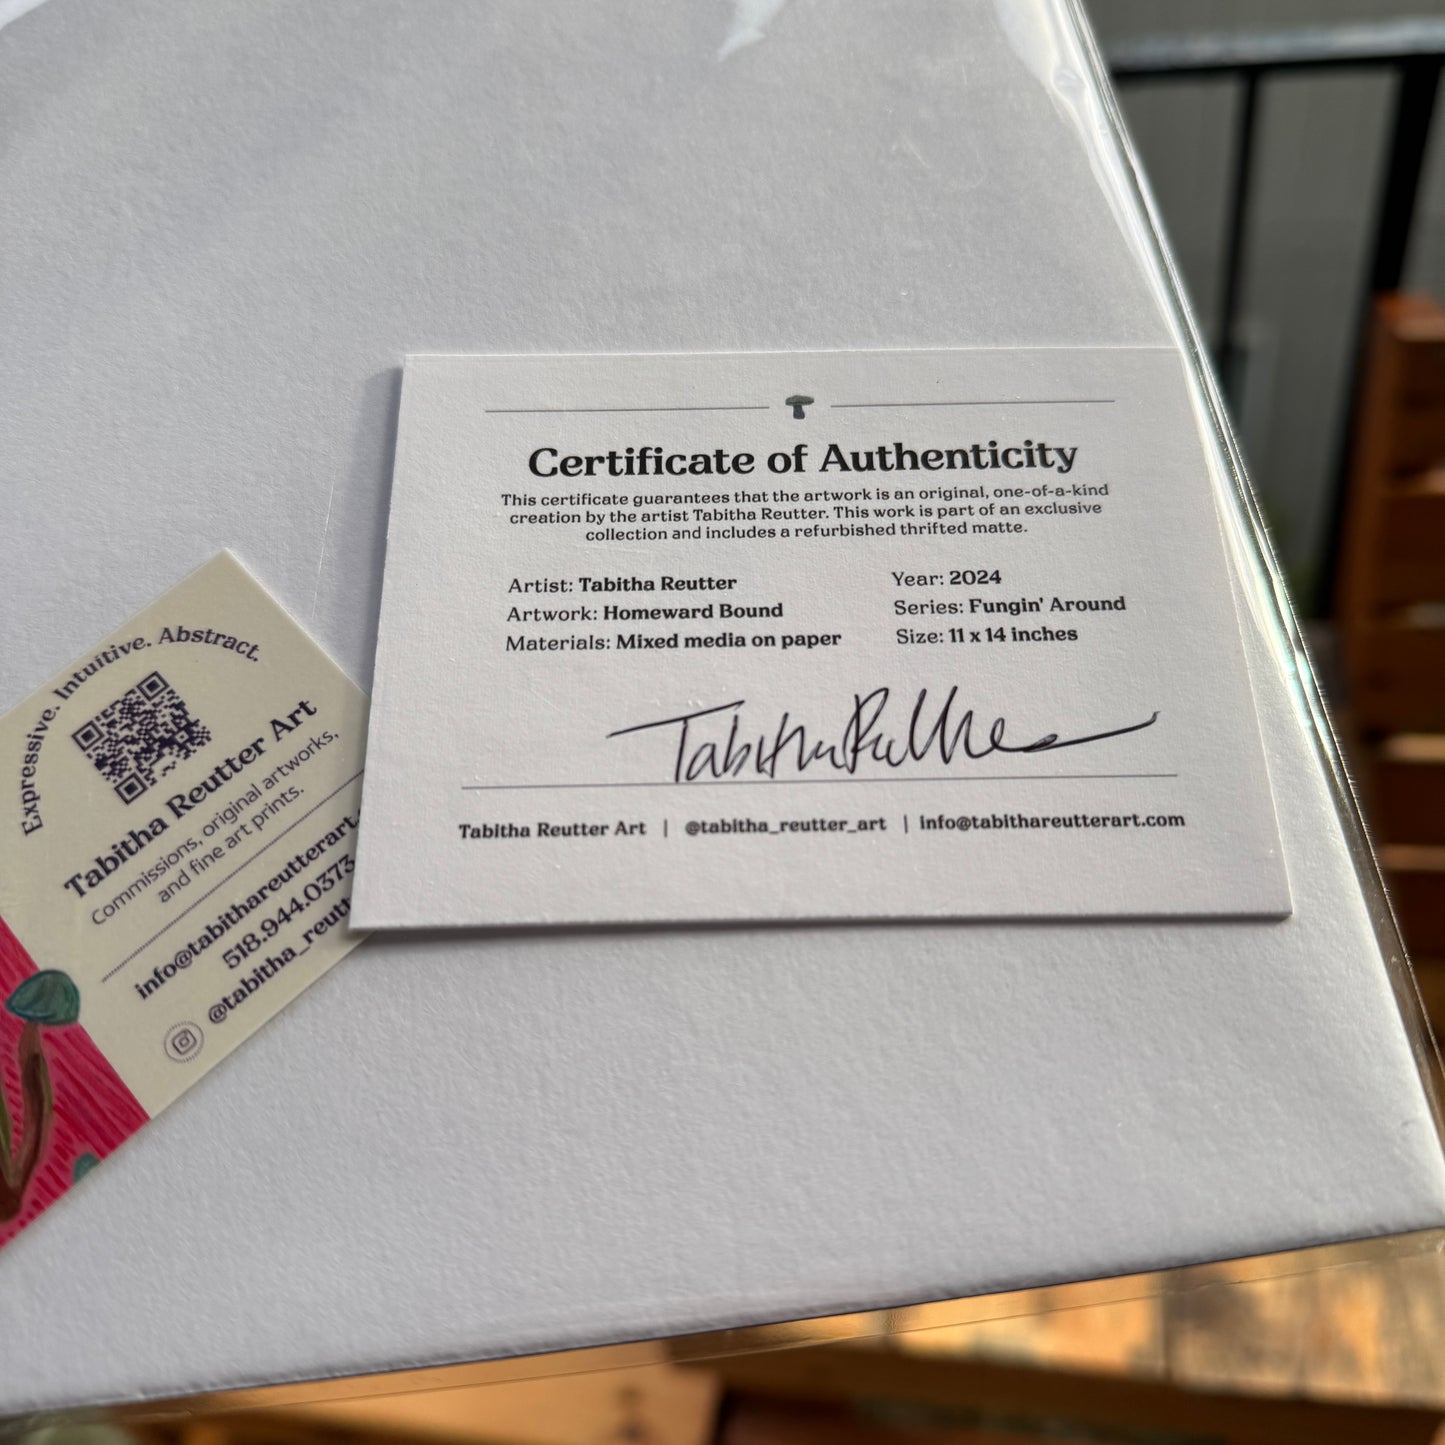 Certificate of Authenticity
This certificate guarantees that the artwork is an original, one-of-a-kind
creation by the artist Tabitha Reutter. This work is part of an exclusive
collection and includes a refurbished thrifted matte.
Artist: Tabitha Reutter
Artwork: Homeward Bound
Materials: Mixed media on paper
Year: 2024
Series: Fungin' Around
Size: 11 x 14 inches
Tabitha Reutter Art | @tabitha_reutter_art | info@tabithareutterart.com
Expressive. Intuitive. Abstract.
Tabitha Reutter Art
Commissions, original artworks,
and fine art prints.
info@tabithareutterart.
518.944.0373
@tabitha_reutt